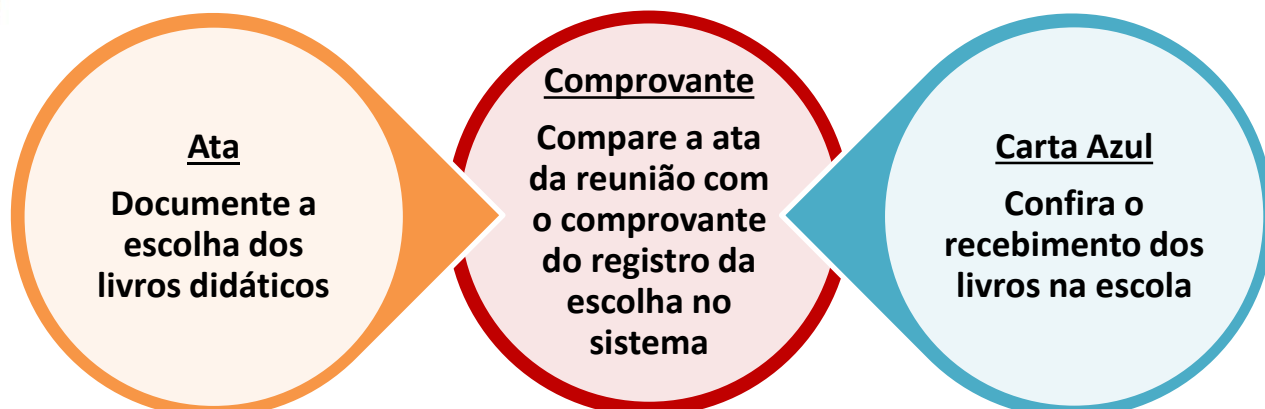 Ata
Documente a
escolha dos
livros didáticos
Comprovante
Compare a ata
da reunião com
o comprovante
do registro da
escolha no
sistema
Carta Azul
Confira o
recebimento dos
livros na escola